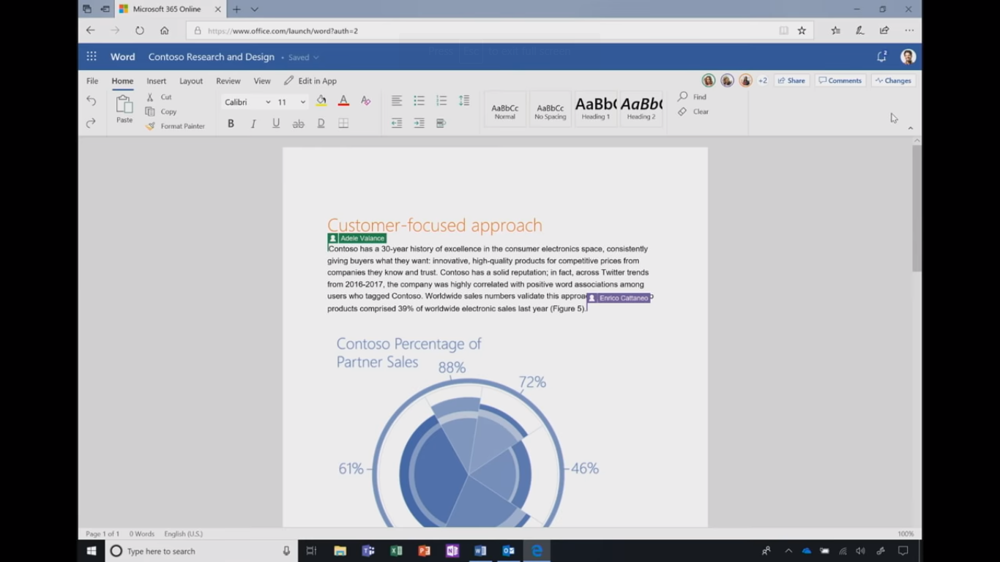 Microsoft 365 Online
https://www.office.com/launch/word?auth=2
Word Contoso Research and Design • Saved
File Home Insert Layout Review View Edit in App +2 Share Comments Changes
Cut
Copy
Format Painter
Paste
Calibri 11
B I U ab D
AaBbCc
Normal
AaBbCc
No Spacing
AaBb
Heading 1
AaBb
Heading 2
Find
Clear
Customer-focused approach
Adele Valance
Contoso has a 30-year history of excellence in the consumer electronics space, consistently
giving buyers what they want: innovative, high-quality products for competitive prices from
companies they know and trust. Contoso has a solid reputation; in fact, across Twitter trends
from 2016-2017, the company was highly correlated with positive word associations among
users who tagged Contoso. Worldwide sales numbers validate this
Enrico Cattaneo
products comprised 39% of worldwide electronic sales last year (Figure 5).
Contoso Percentage of
Partner Sales
88%
72%
61%
46%
Page 1 of 1 0 Words English (U.S.) 100%
Type here to search